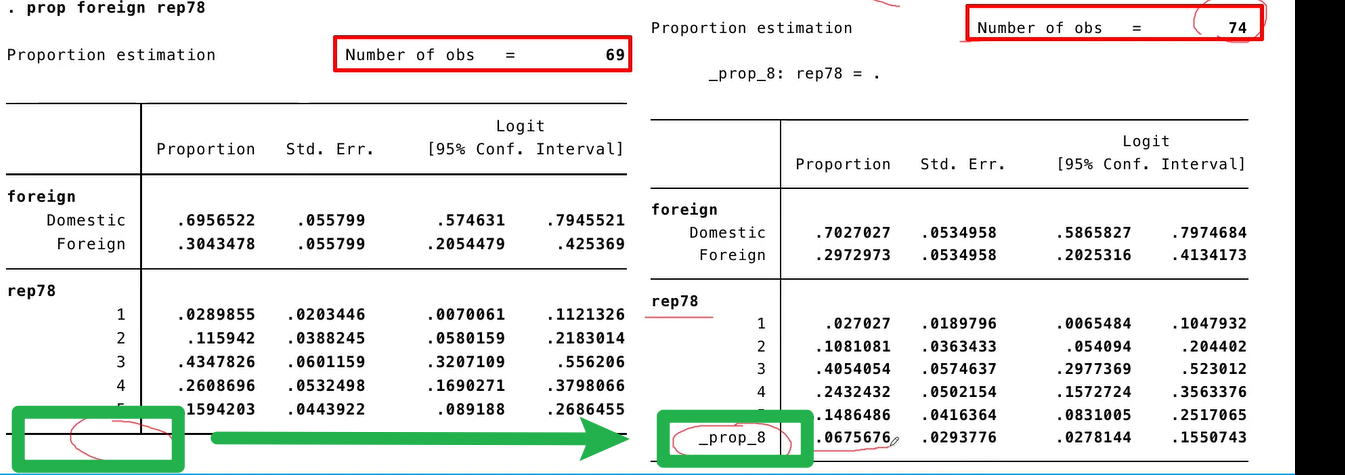 . prop foreign rep78
Proportion estimation Number of obs = 69
Logit
Proportion Std. Err. [95% Conf. Interval]
foreign
Domestic .6956522 .055799 .574631 .7945521
Foreign .3043478 .055799 .2054479 .425369
rep78
1 .0289855 .0203446 .0070061 .1121326
2 .115942 .0388245 .0580159 .2183014
3 .4347826 .0601159 .3207109 .556206
4 .2608696 .0532498 .1690271 .3798066
.1594203 .0443922 .089188 .2686455
Proportion estimation Number of obs = 74
_prop_8: rep78 = .
Logit
Proportion Std. Err. [95% Conf. Interval]
foreign
Domestic .7027027 .0534958 .5865827 .7974684
Foreign .2972973 .0534958 .2025316 .4134173
rep78
1 .027027 .0189796 .0065484 .1047932
2 .1081081 .0363433 .054094 .204402
3 .4054054 .0574637 .2977369 .523012
4 .2432432 .0502154 .1572724 .3563376
.1486486 .0416364 .0831005 .2517065
_prop_8 .0675676 .0293776 .0278144 .1550743